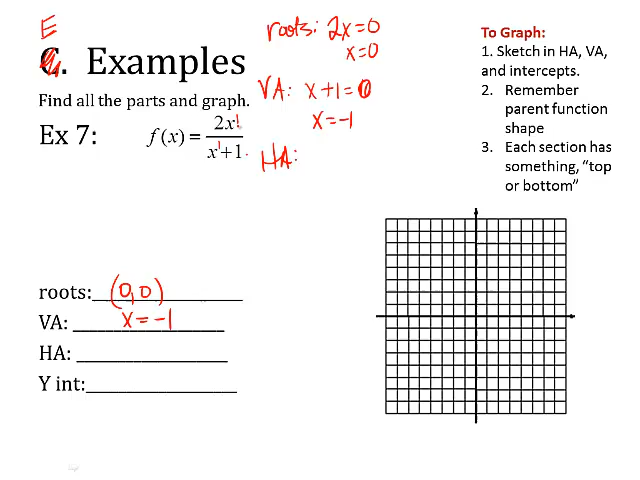 E
C. Examples
Find all the parts and graph.
Ex 7: f(x) = 2x¹ / x¹ + 1
roots: 2x = 0
x = 0
VA: x + 1 = 0
x = -1
HA:
To Graph:
1. Sketch in HA, VA,
and intercepts.
2. Remember
parent function
shape
3. Each section has
something, “top
or bottom”
roots: (0, 0)
VA: x = -1
HA:
Y int: